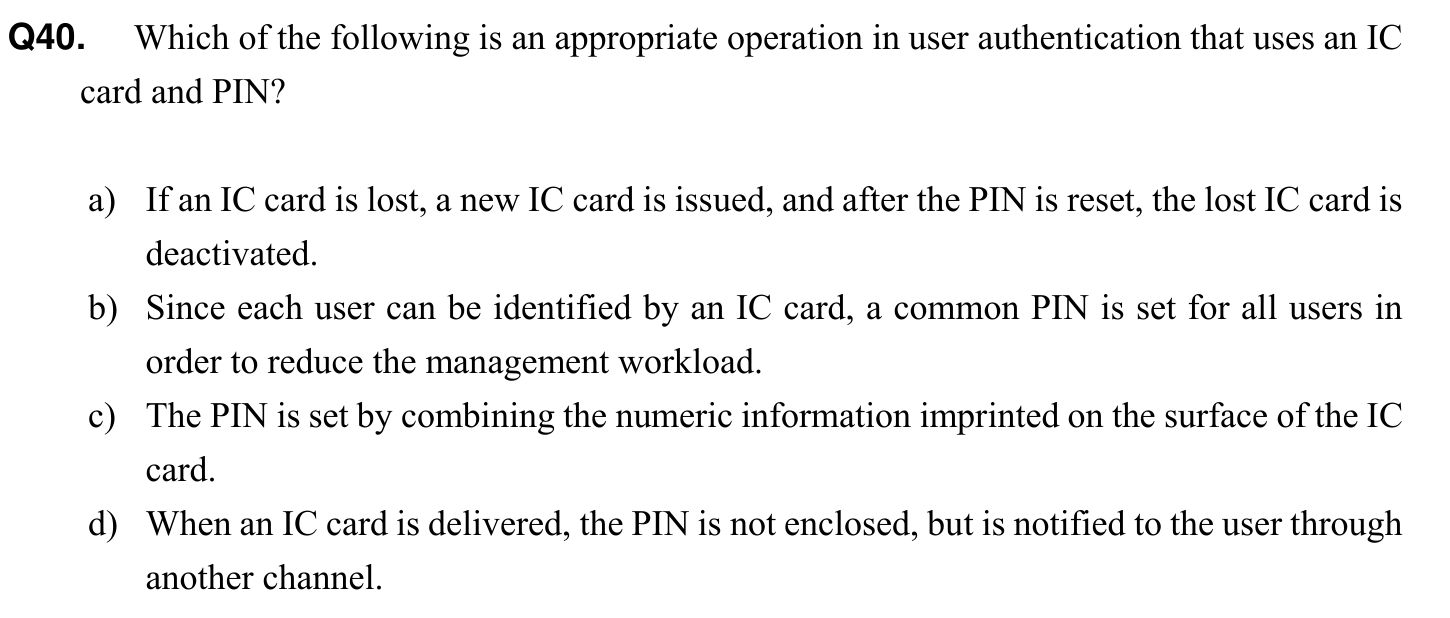 Q40. Which of the following is an appropriate operation in user authentication that uses an IC
card and PIN?
a) If an IC card is lost, a new IC card is issued, and after the PIN is reset, the lost IC card is
deactivated.
b) Since each user can be identified by an IC card, a common PIN is set for all users in
order to reduce the management workload.
c) The PIN is set by combining the numeric information imprinted on the surface of the IC
card.
d) When an IC card is delivered, the PIN is not enclosed, but is notified to the user through
another channel.